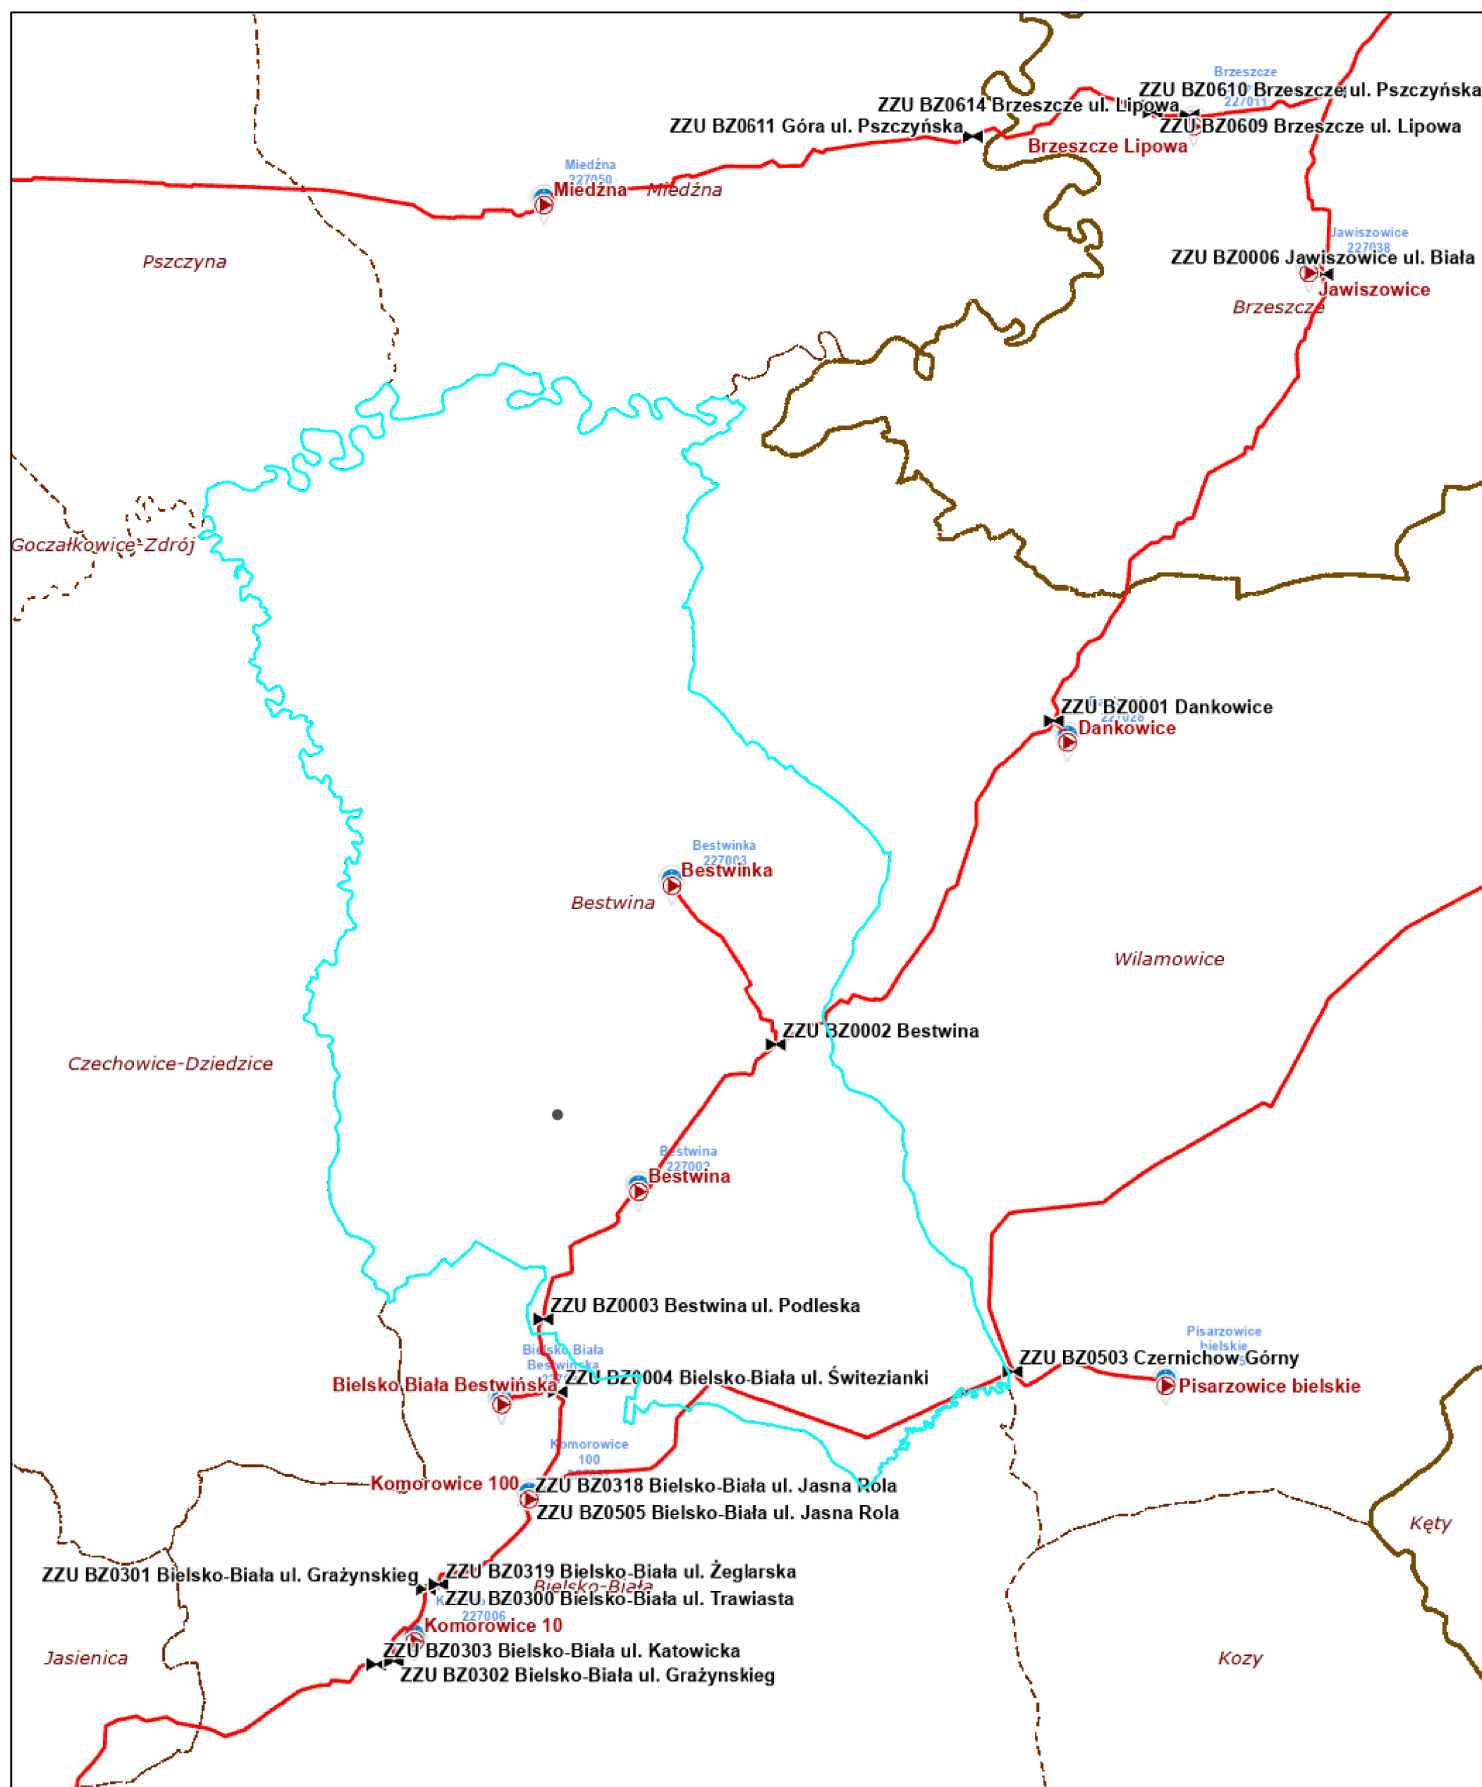 Brzeszcze
ZZU BZ0610 Brzeszcze ul. Pszczyńska
227011
ZZU BZ0614 Brzeszcze ul. Lipowa
ZZU BZ0611 Góra ul. Pszczyńska
ZZU BZ0609 Brzeszcze ul. Lipowa
Brzeszcze Lipowa
Miedźna
227050
Miedźna
Miedźna
Pszczyna
Jawiszowice
227038
ZZU BZ0006 Jawiszowice ul. Biała
Jawiszowice
Brzeszcze
Goczałkowice-Zdrój
ZZU BZ0001 Dankowice
227028
Dankowice
Bestwinka
227003
Bestwinka
Bestwina
Wilamowice
ZZU BZ0002 Bestwina
Czechowice-Dziedzice
Bestwina
227002
Bestwina
ZZU BZ0003 Bestwina ul. Podleska
Pisarzowice
bielskie
Bielsko Biała
Bestwińska
ZZU BZ0503 Czernichow Górny
ZZU BZ0004 Bielsko-Biała ul. Świtezianki
Bielsko-Biała Bestwińska
Pisarzowice bielskie
Komorowice
100
Komorowice 100
ZZU BZ0318 Bielsko-Biała ul. Jasna Rola
ZZU BZ0505 Bielsko-Biała ul. Jasna Rola
Kęty
ZZU BZ0301 Bielsko-Biała ul. Grażynskieg
ZZU BZ0319 Bielsko-Biała ul. Żeglarska
Bielsko-Biała
ZZU BZ0300 Bielsko-Biała ul. Trawiasta
227006
Komorowice 10
ZZU BZ0303 Bielsko-Biała ul. Katowicka
Jasienica
Kozy
ZZU BZ0302 Bielsko-Biała ul. Grażynskieg